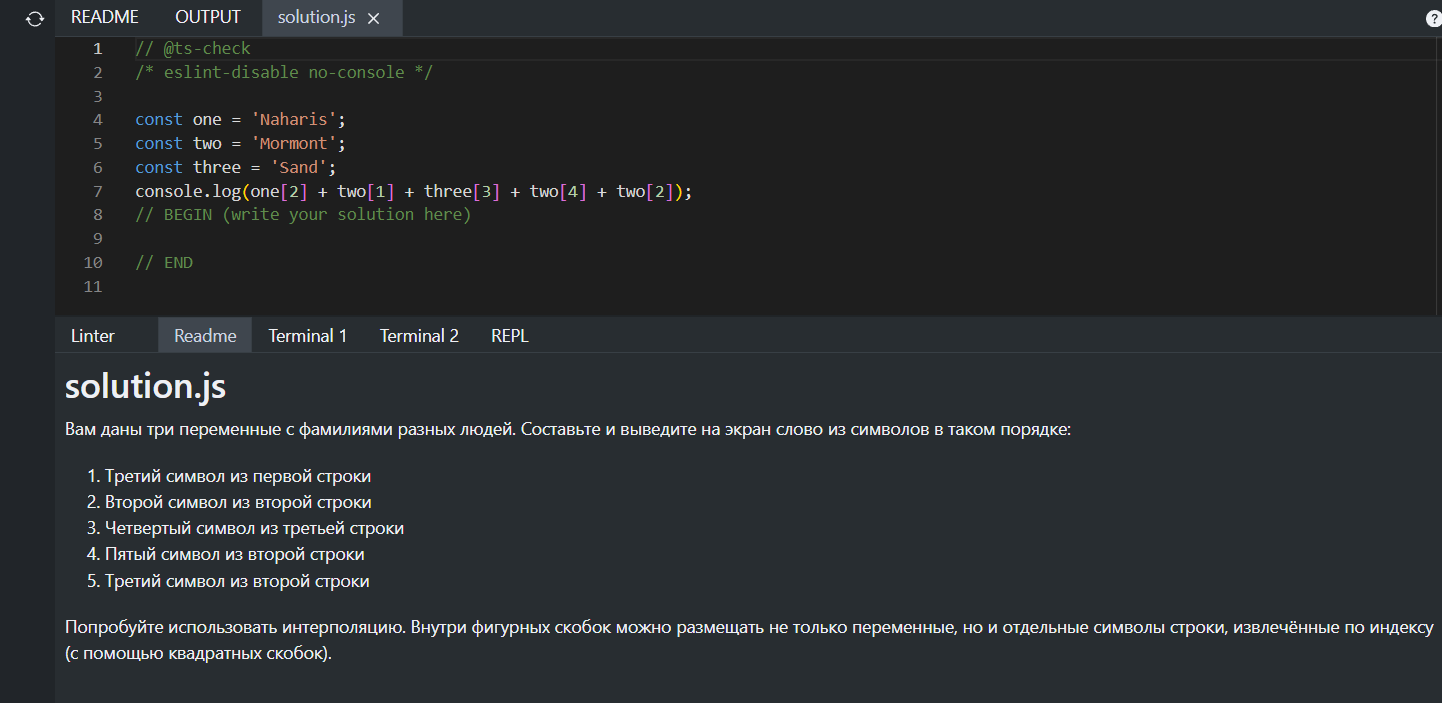 README OUTPUT solution.js ×
?
1 // @ts-check
2 /* eslint-disable no-console */
3
4 const one = 'Naharis';
5 const two = 'Mormont';
6 const three = 'Sand';
7 console.log(one[2] + two[1] + three[3] + two[4] + two[2]);
8 // BEGIN (write your solution here)
9
10 // END
11
Linter Readme Terminal 1 Terminal 2 REPL
solution.js
Вам даны три переменные с фамилиями разных людей. Составьте и выведите на экран слово из символов в таком порядке:
1. Третий символ из первой строки
2. Второй символ из второй строки
3. Четвертый символ из третьей строки
4. Пятый символ из второй строки
5. Третий символ из второй строки
Попробуйте использовать интерполяцию. Внутри фигурных скобок можно размещать не только переменные, но и отдельные символы строки, извлечённые по индексу
(с помощью квадратных скобок).